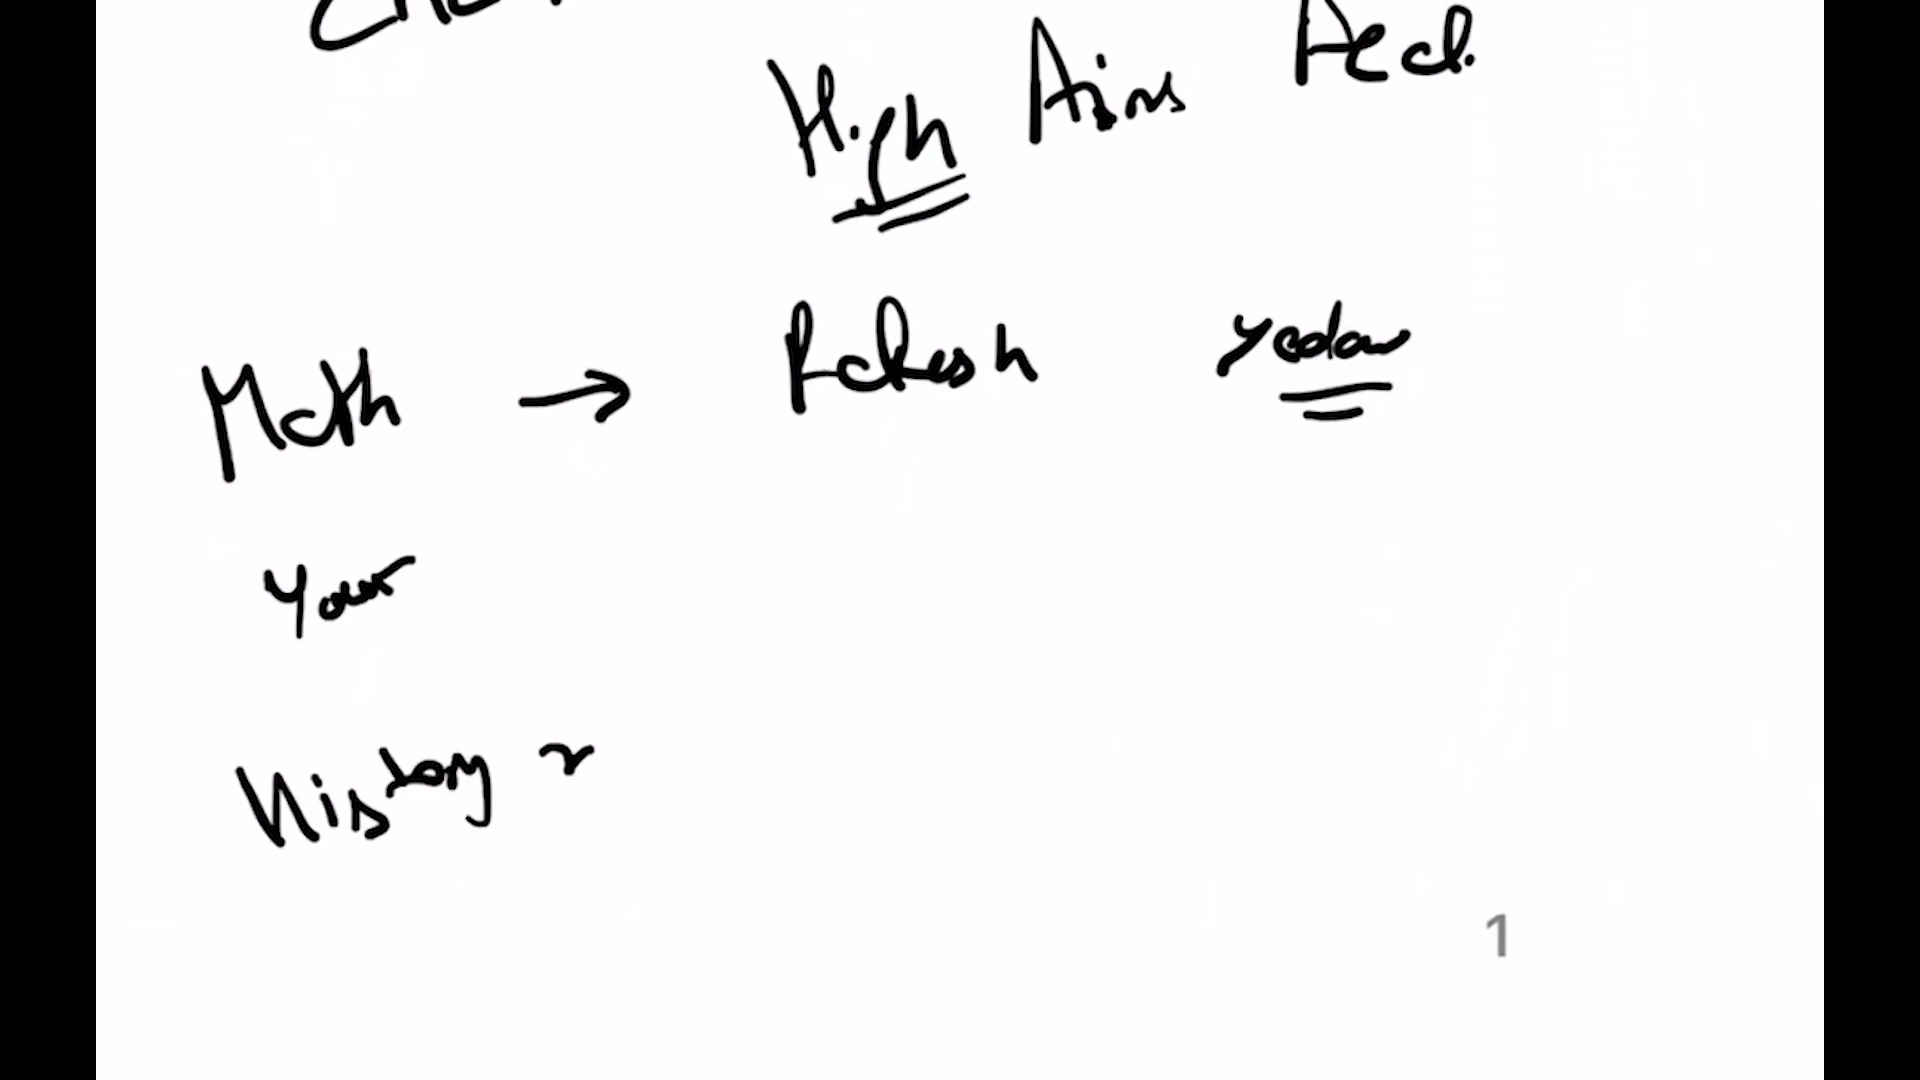 High Aims Acd.
Math → Rakesh Yadav
Your
History r
1